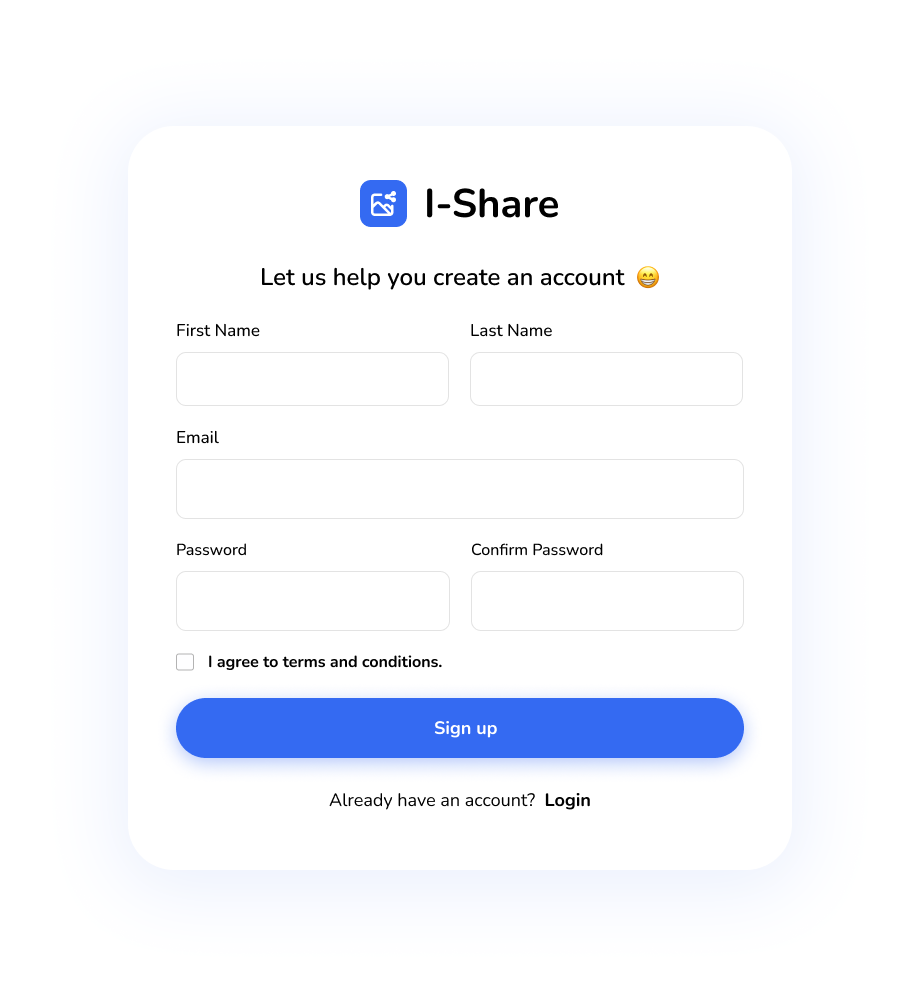 I-Share
Let us help you create an account 😁
First Name
Last Name
Email
Password
Confirm Password
I agree to terms and conditions.
Sign up
Already have an account? Login